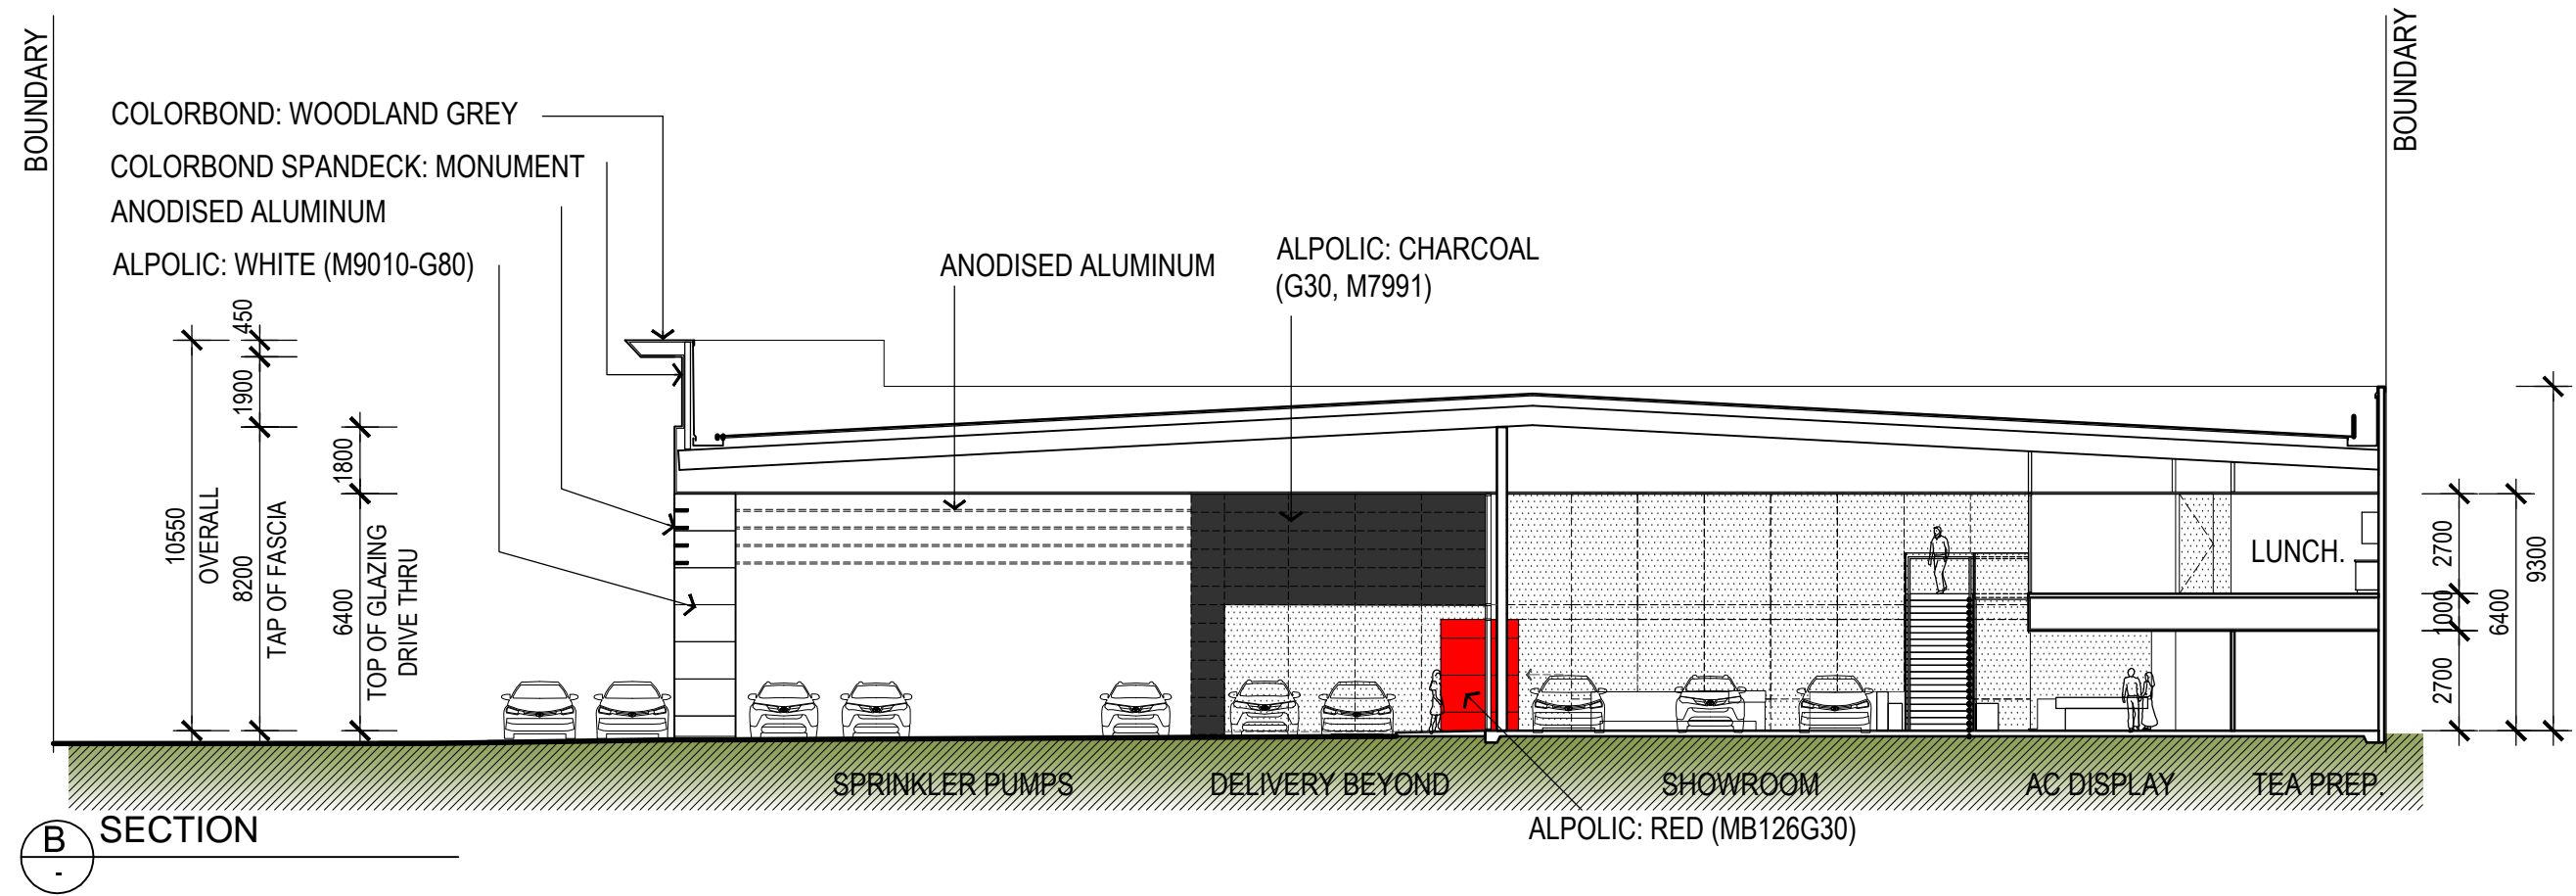 BOUNDARY
BOUNDARY
COLORBOND: WOODLAND GREY
COLORBOND SPANDECK: MONUMENT
ANODISED ALUMINUM
ALPOLIC: WHITE (M9010-G80)
ANODISED ALUMINUM
ALPOLIC: CHARCOAL
(G30, M7991)
10550
OVERALL
450
1900
8200
TAP OF FASCIA
1800
6400
TOP OF GLAZING
DRIVE THRU
LUNCH.
2700
1000
2700
6400
9300
SPRINKLER PUMPS
DELIVERY BEYOND
SHOWROOM
AC DISPLAY
TEA PREP.
ALPOLIC: RED (MB126G30)
B
-
SECTION